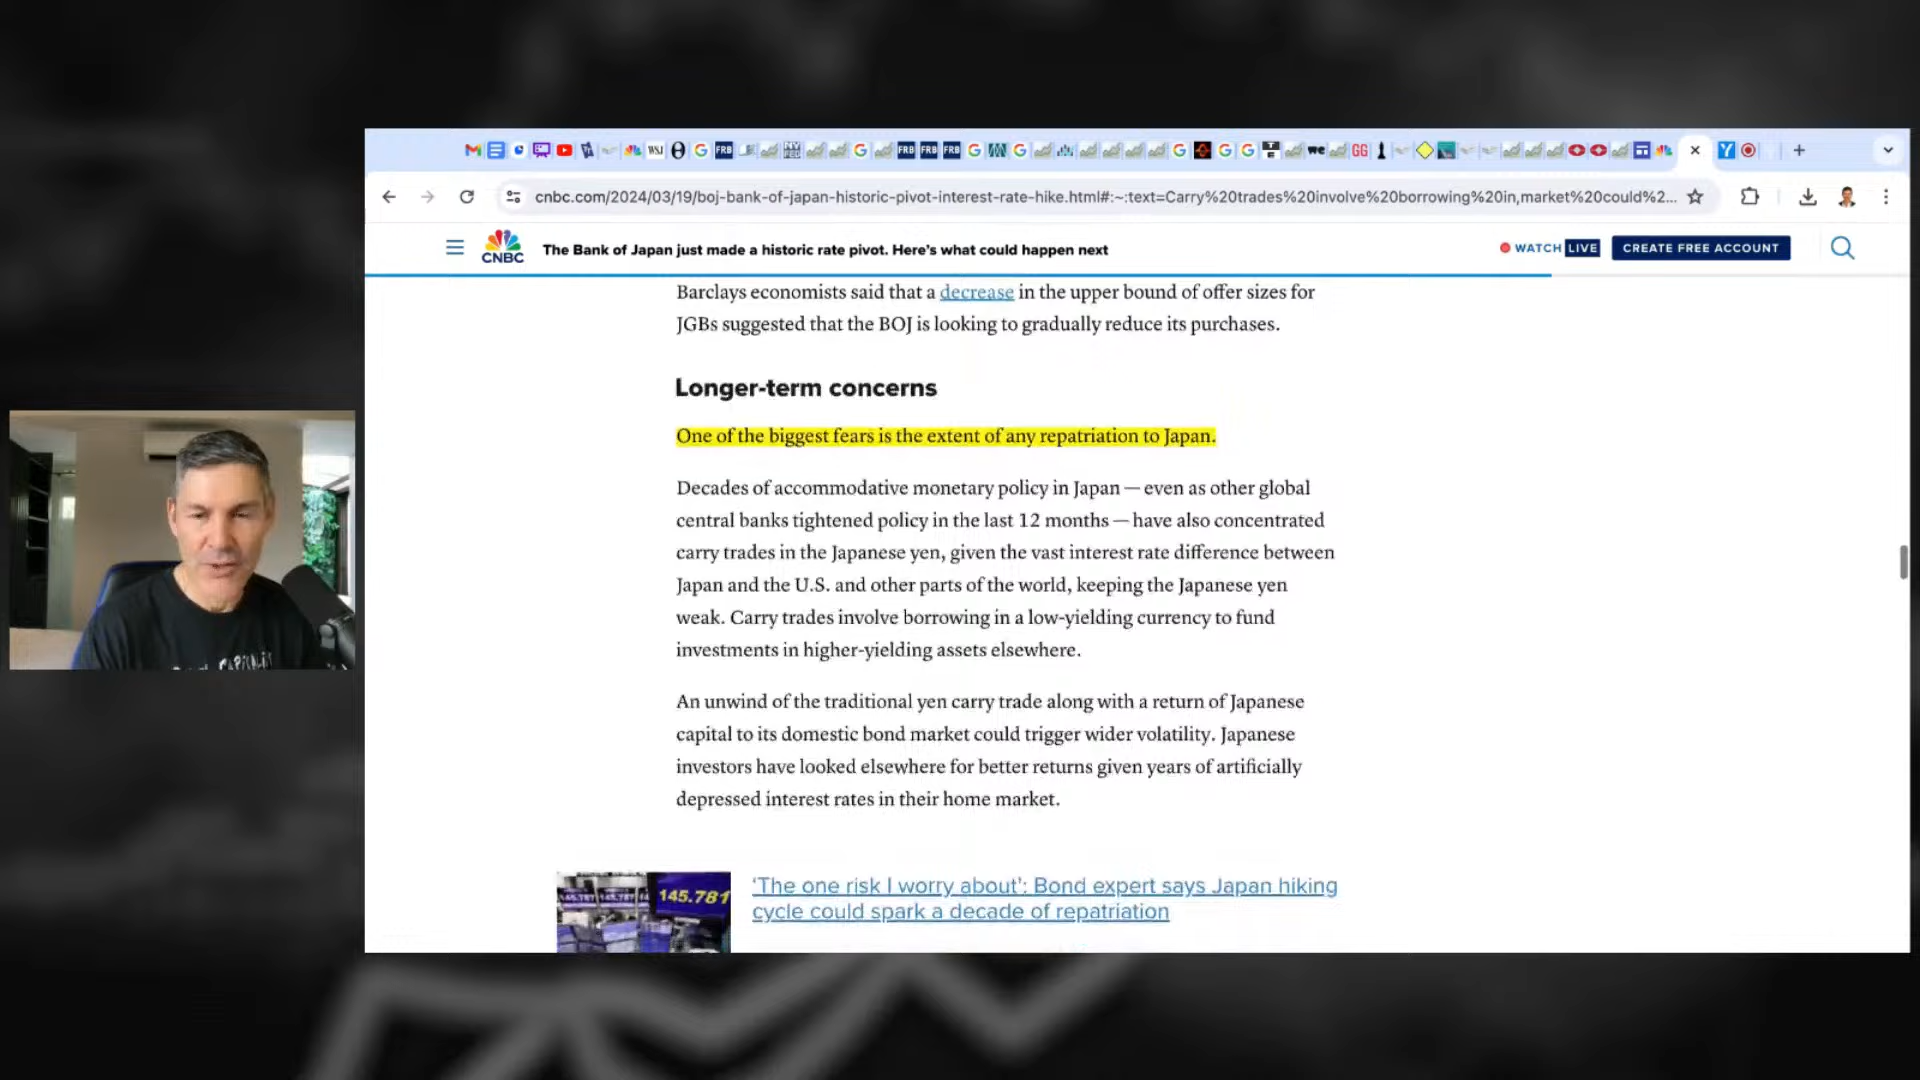 WSJ
FRB
FRB
FRB
FRB
we
GG
cnbc.com/2024/03/19/boj-bank-of-japan-historic-pivot-interest-rate-hike.html#:~:text=Carry%20trades%20involve%20borrowing%20in,market%20could%2...
CNBC
The Bank of Japan just made a historic rate pivot. Here's what could happen next
WATCH LIVE
CREATE FREE ACCOUNT
Barclays economists said that a decrease in the upper bound of offer sizes for
JGBs suggested that the BOJ is looking to gradually reduce its purchases.
Longer-term concerns
One of the biggest fears is the extent of any repatriation to Japan.
Decades of accommodative monetary policy in Japan — even as other global
central banks tightened policy in the last 12 months — have also concentrated
carry trades in the Japanese yen, given the vast interest rate difference between
Japan and the U.S. and other parts of the world, keeping the Japanese yen
weak. Carry trades involve borrowing in a low-yielding currency to fund
investments in higher-yielding assets elsewhere.
An unwind of the traditional yen carry trade along with a return of Japanese
capital to its domestic bond market could trigger wider volatility. Japanese
investors have looked elsewhere for better returns given years of artificially
depressed interest rates in their home market.
145.781
'The one risk I worry about': Bond expert says Japan hiking
cycle could spark a decade of repatriation